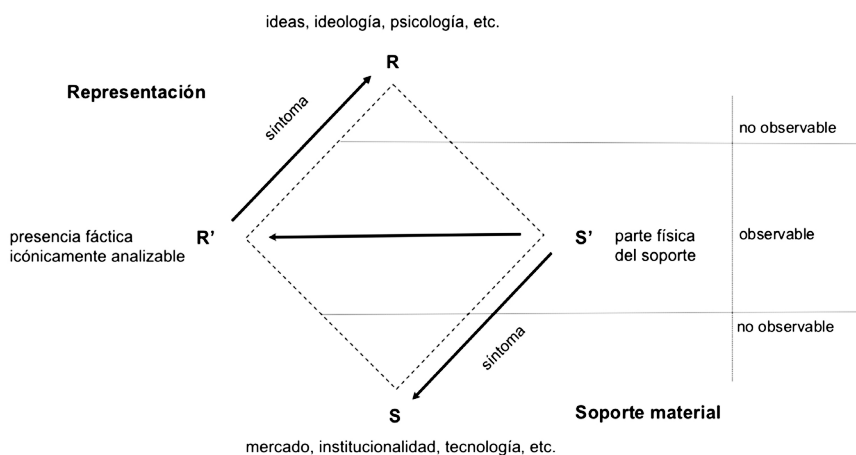 ideas, ideología, psicología, etc.
R
Representación
síntoma
no observable
presencia fáctica
icónicamente analizable
R'
S'
parte física
del soporte
observable
no observable
síntoma
S
Soporte material
mercado, institucionalidad, tecnología, etc.